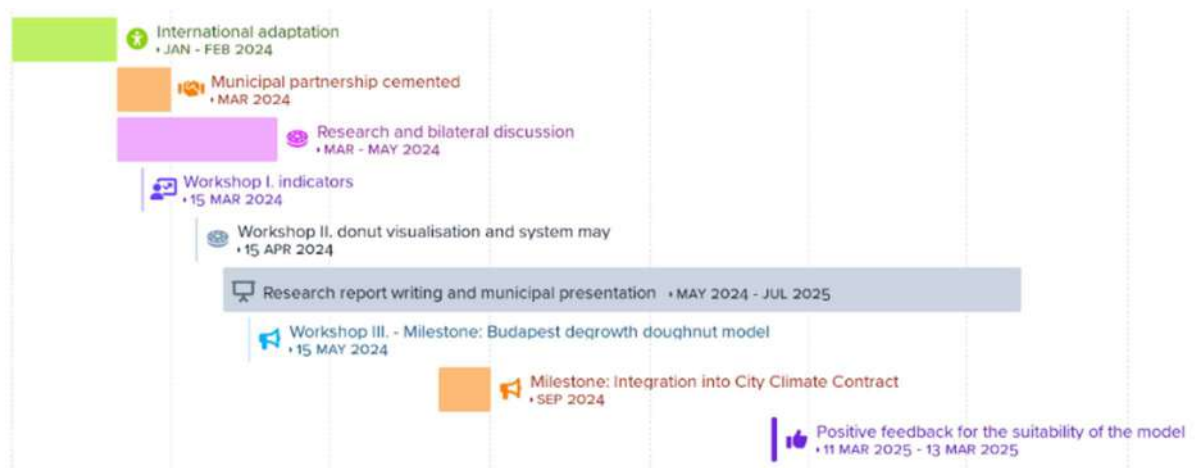 International adaptation
• JAN - FEB 2024
Municipal partnership cemented
• MAR 2024
Research and bilateral discussion
• MAR - MAY 2024
Workshop I. indicators
• 15 MAR 2024
Workshop II. donut visualisation and system may
• 15 APR 2024
Research report writing and municipal presentation • MAY 2024 - JUL 2025
Workshop III. - Milestone: Budapest degrowth doughnut model
• 15 MAY 2024
Milestone: Integration into City Climate Contract
• SEP 2024
Positive feedback for the suitability of the model
• 11 MAR 2025 - 13 MAR 2025